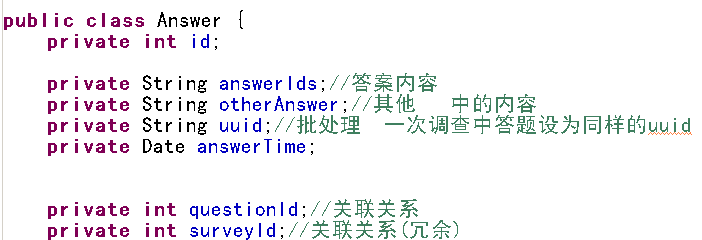 public class Answer {
private int id;
private String answerIds;//答案内容
private String otherAnswer;//其他 中的内容
private String uuid;//批处理 一次调查中答题设为同样的uuid
private Date answerTime;
private int questionId;//关联关系
private int surveyId;//关联关系(冗余)